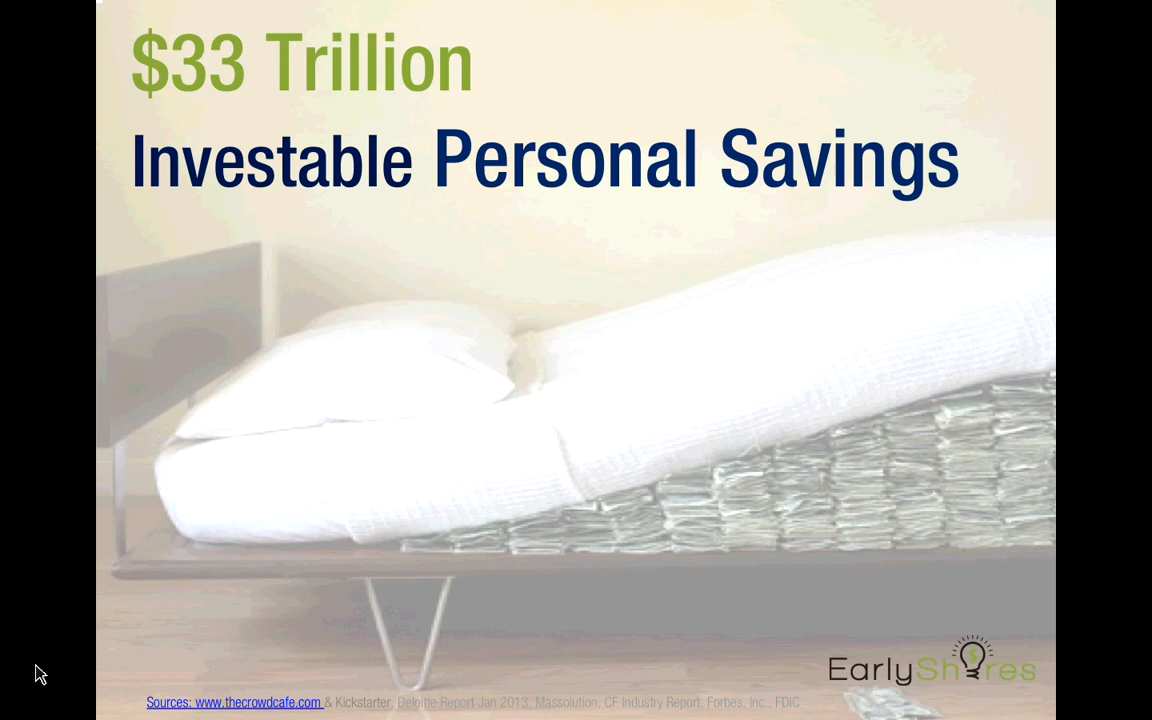 $33 Trillion
Investable Personal Savings
EarlyShares
Sources: www.thecrowdcafe.com & Kickstarter, Deloitte Report Jan 2013, Massolution, CF Industry Report, Forbes, Inc., FDIC